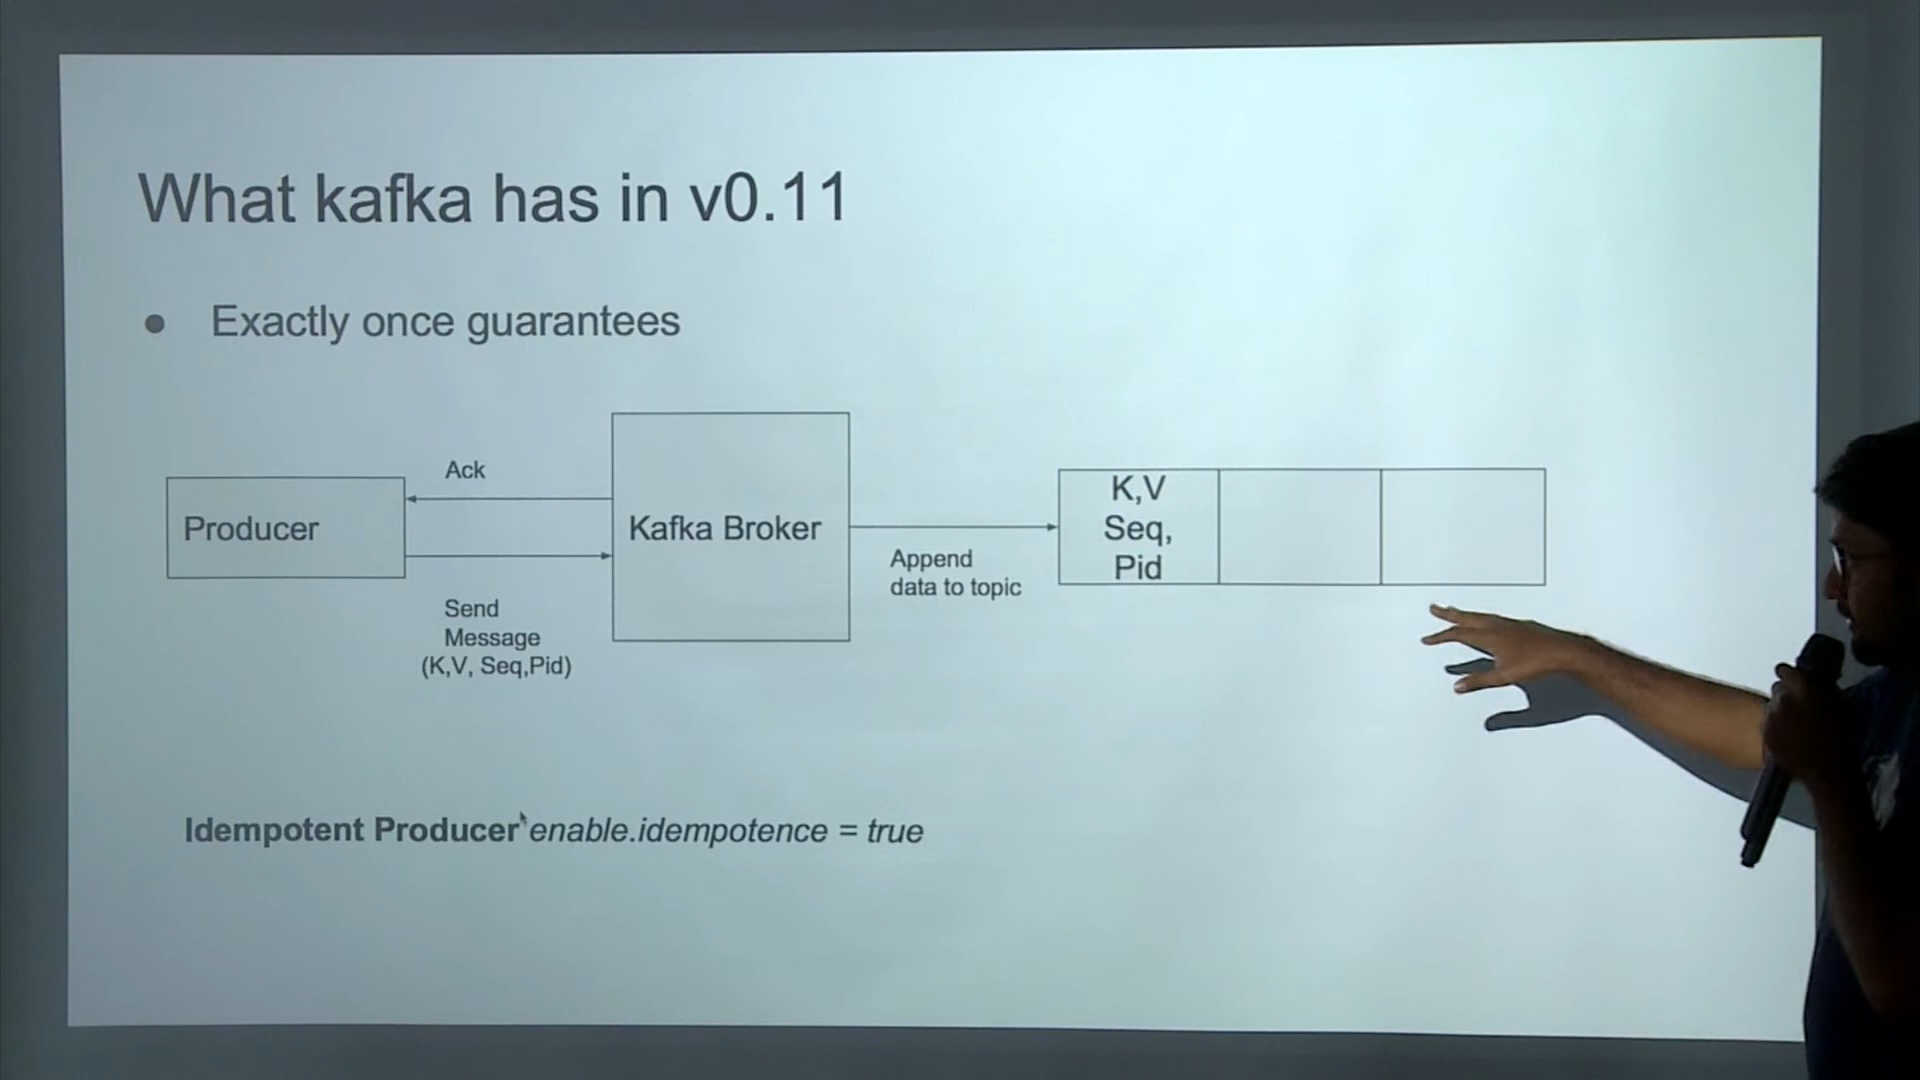 What kafka has in v0.11
● Exactly once guarantees
Ack
Producer
Kafka Broker
Send
Message
(K,V, Seq,Pid)
Append
data to topic
K,V
Seq,
Pid
Idempotent Producer enable.idempotence = true